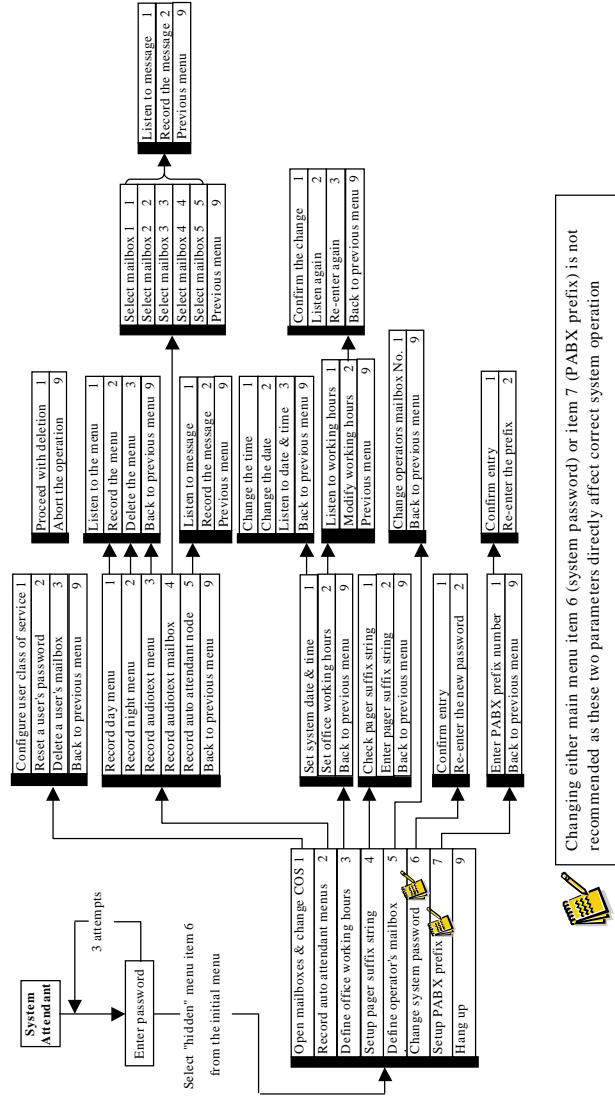 System
Attendant
3 attempts
Enter password
Select "hidden" menu item 6
from the initial menu
Open mailboxes & change COS 1
Record auto attendant menus 2
Define office working hours 3
Setup pager suffix string 4
Define operator's mailbox 5
Change system password 6
Setup PABX prefix 7
Hang up 9
Configure user class of service 1
Reset a user's password 2
Delete a user's mailbox 3
Back to previous menu 9
Proceed with deletion 1
Abort the operation 9
Record day menu 1
Record night menu 2
Record audiotext menu 3
Record audiotext mailbox 4
Record auto attendant node 5
Back to previous menu 9
Listen to the menu 1
Record the menu 2
Delete the menu 3
Back to previous menu 9
Listen to message 1
Record the message 2
Previous menu 9
Select mailbox 1 1
Select mailbox 2 2
Select mailbox 3 3
Select mailbox 4 4
Select mailbox 5 5
Previous menu 9
Listen to message 1
Record the message 2
Previous menu 9
Set system date & time 1
Set office working hours 2
Back to previous menu 9
Change the time 1
Change the date 2
Listen to date & time 3
Back to previous menu 9
Listen to working hours 1
Modify working hours 2
Previous menu 9
Confirm the change 1
Listen again 2
Re-enter again 3
Back to previous menu 9
Check pager suffix string 1
Enter pager suffix string 2
Back to previous menu 9
Change operators mailbox No. 1
Back to previous menu 9
Confirm entry 1
Re-enter the new password 2
Enter PABX prefix number 1
Back to previous menu 9
Confirm entry 1
Re-enter the prefix 2
Changing either main menu item 6 (system password) or item 7 (PABX prefix) is not
recommended as these two parameters directly affect correct system operation